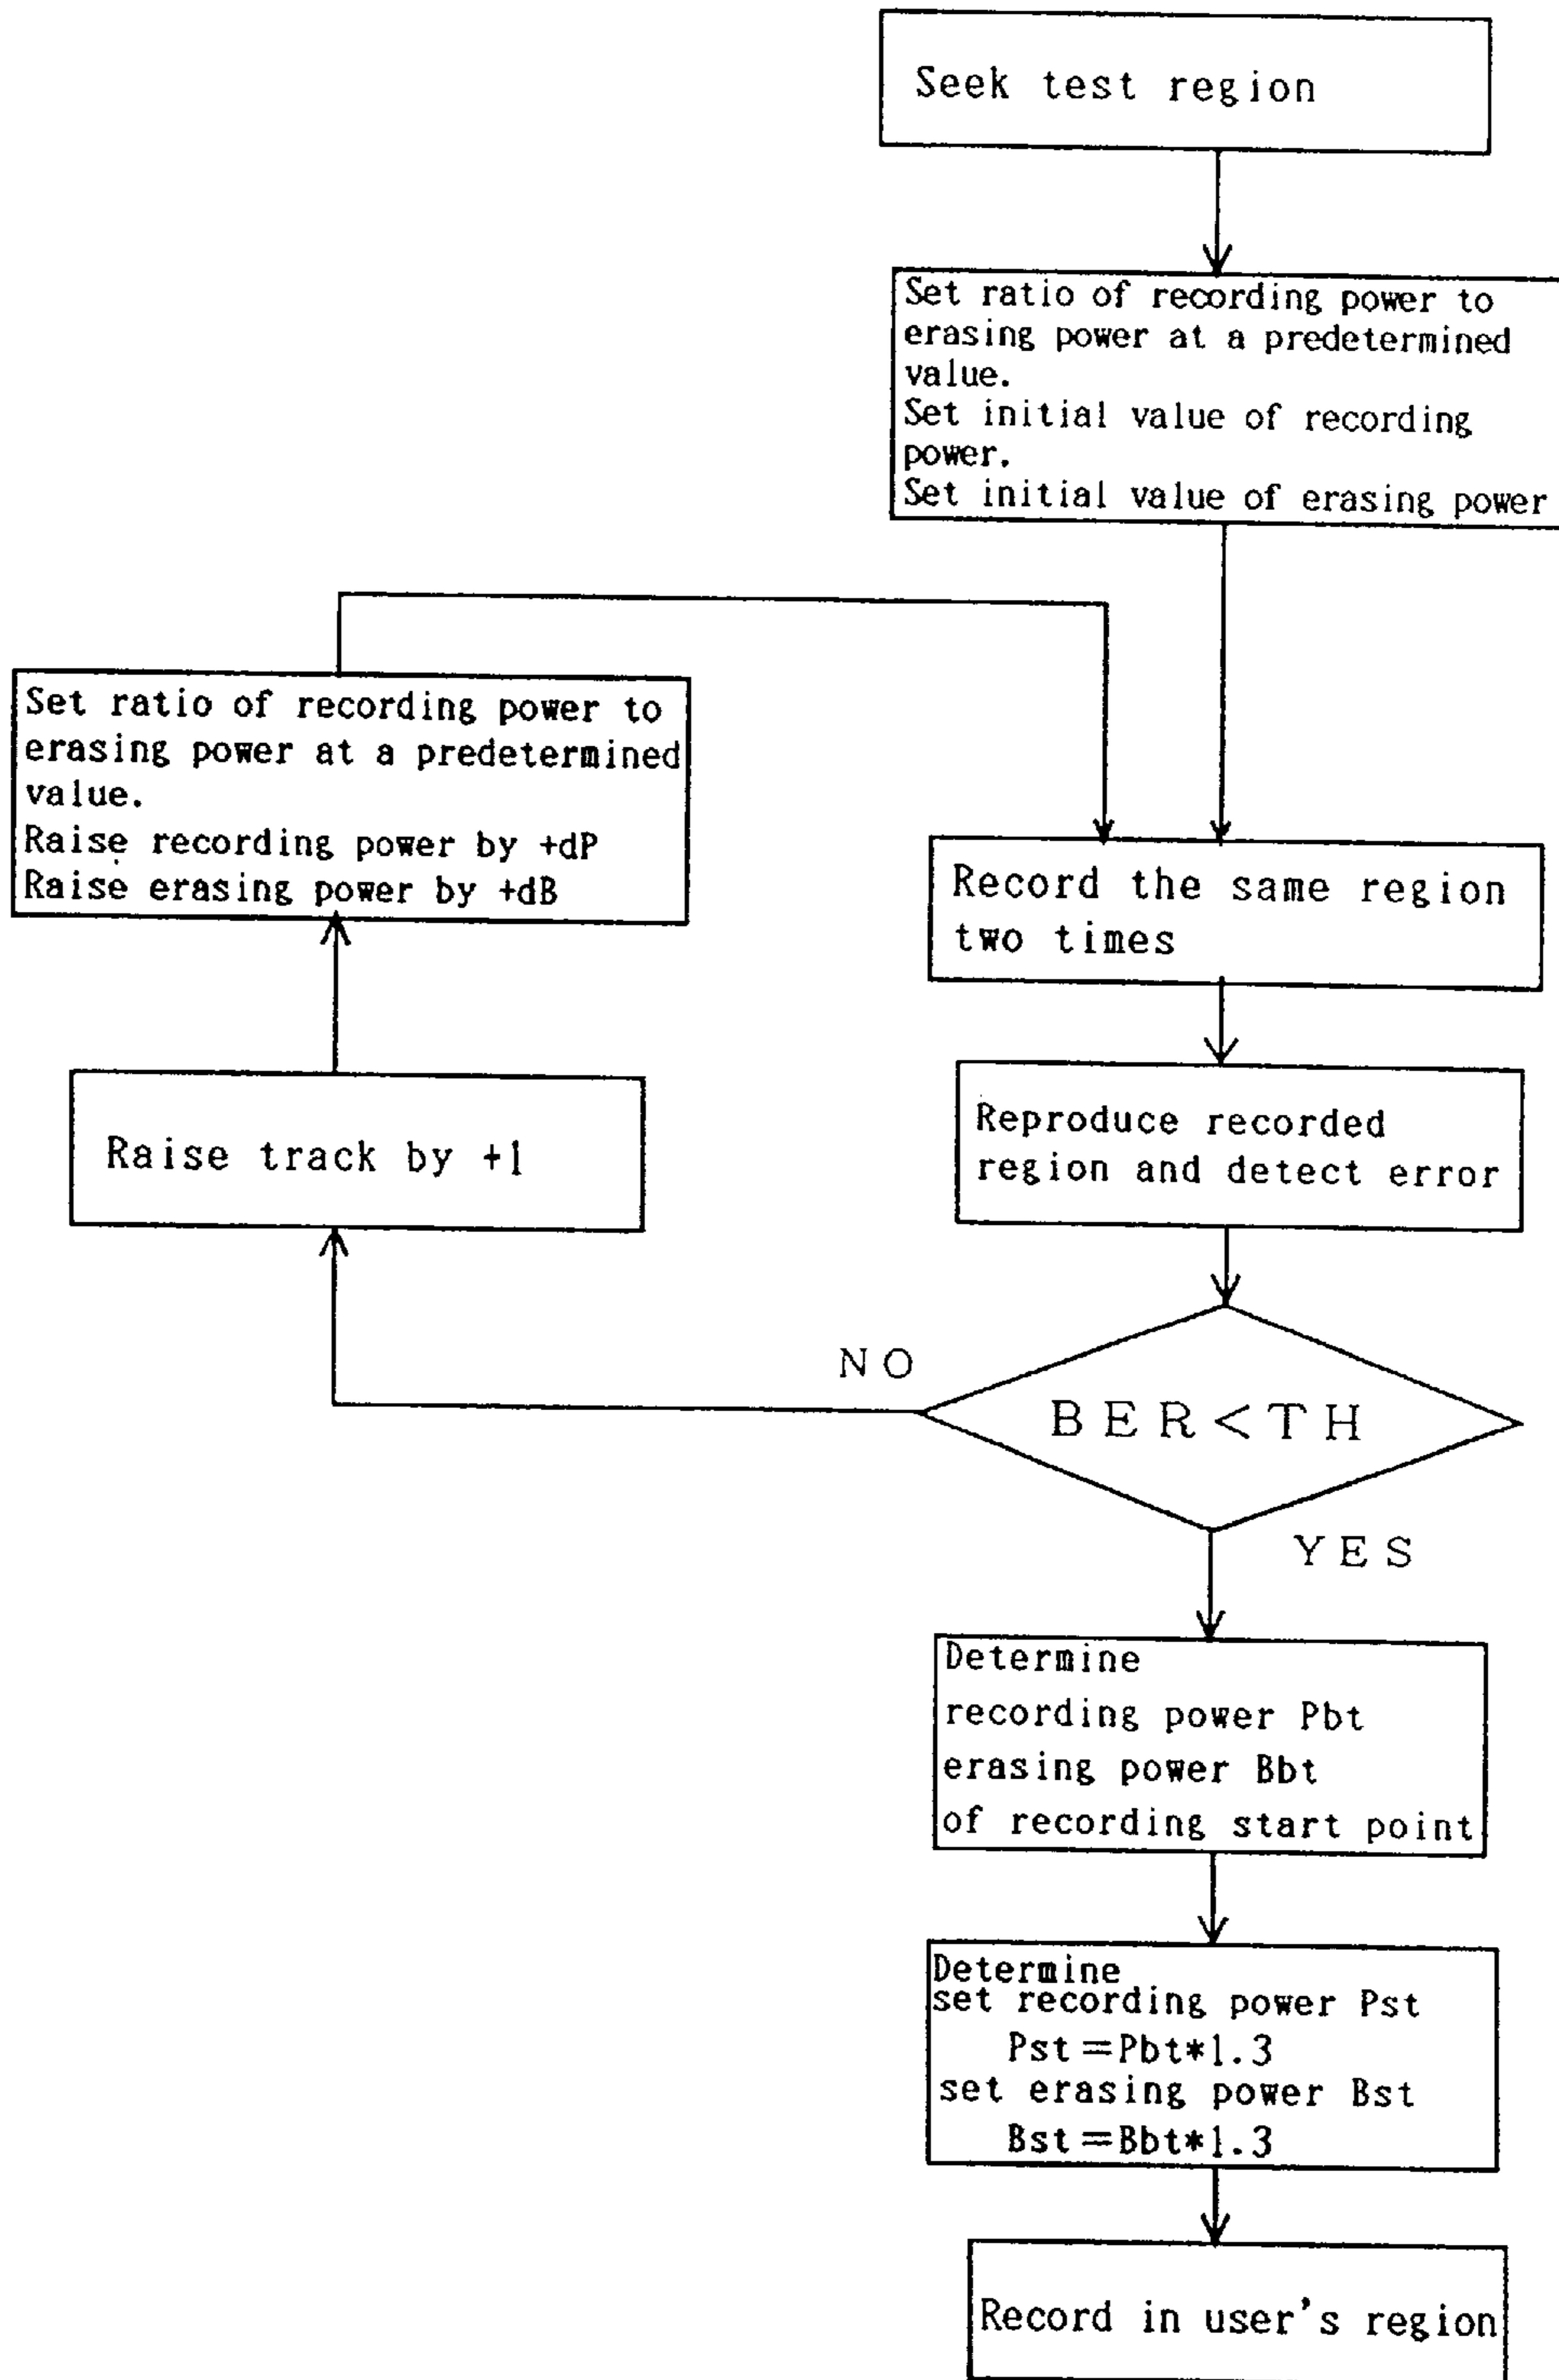 Seek test region
Set ratio of recording power to
erasing power at a predetermined
value.
Set initial value of recording
power.
Set initial value of erasing power
Set ratio of recording power to
erasing power at a predetermined
value.
Raise recording power by +dP
Raise erasing power by +dB
Record the same region
two times
Raise track by +1
Reproduce recorded
region and detect error
NO
BER<TH
YES
Determine
recording power Pbt
erasing power Bbt
of recording start point
Determine
set recording power Pst
Pst=Pbt*1.3
set erasing power Bst
Bst=Bbt*1.3
Record in user's region